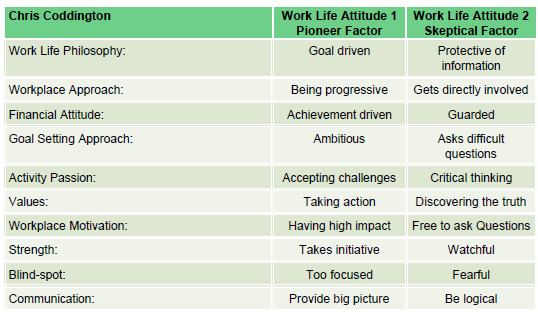 Chris Coddington Work Life Attitude 1 Work Life Attitude 2
Pioneer Factor Skeptical Factor
Work Life Philosophy: Goal driven Protective of
information
Workplace Approach: Being progressive Gets directly involved
Financial Attitude: Achievement driven Guarded
Goal Setting Approach: Ambitious Asks difficult
questions
Activity Passion: Accepting challenges Critical thinking
Values: Taking action Discovering the truth
Workplace Motivation: Having high impact Free to ask Questions
Strength: Takes initiative Watchful
Blind-spot: Too focused Fearful
Communication: Provide big picture Be logical